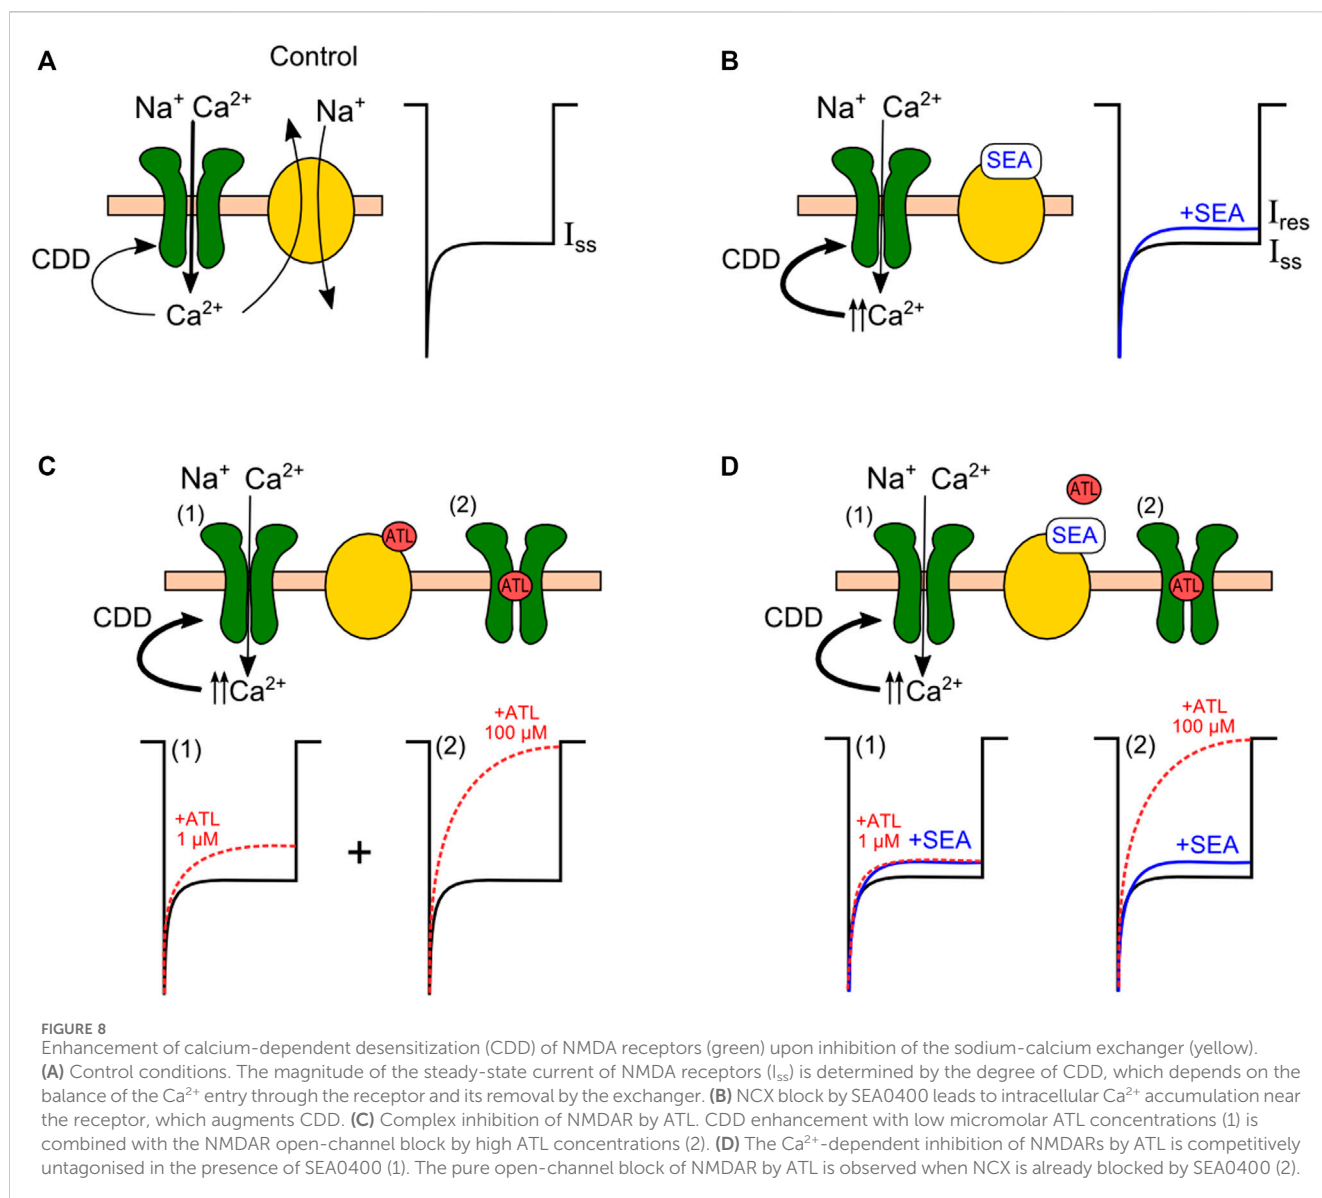 A
Control
Na⁺ Ca²⁺
Na⁺
CDD
Ca²⁺
Iss
B
Na⁺ Ca²⁺
SEA
CDD
↑↑Ca²⁺
+SEA
Ires
Iss
C
Na⁺ Ca²⁺
(1)
(2)
ATL
ATL
CDD
↑↑Ca²⁺
(1)
+ATL
1 µM
+
(2)
+ATL
100 µM
D
Na⁺ Ca²⁺
ATL
(1)
(2)
SEA
ATL
CDD
↑↑Ca²⁺
(1)
+ATL
1 µM
+SEA
+ATL
100 µM
(2)
+SEA
FIGURE 8
Enhancement of calcium-dependent desensitization (CDD) of NMDA receptors (green) upon inhibition of the sodium-calcium exchanger (yellow).
(A) Control conditions. The magnitude of the steady-state current of NMDA receptors (Iss) is determined by the degree of CDD, which depends on the
balance of the Ca²⁺ entry through the receptor and its removal by the exchanger. (B) NCX block by SEA0400 leads to intracellular Ca²⁺ accumulation near
the receptor, which augments CDD. (C) Complex inhibition of NMDAR by ATL. CDD enhancement with low micromolar ATL concentrations (1) is
combined with the NMDAR open-channel block by high ATL concentrations (2). (D) The Ca²⁺-dependent inhibition of NMDARs by ATL is competitively
untagonised in the presence of SEA0400 (1). The pure open-channel block of NMDAR by ATL is observed when NCX is already blocked by SEA0400 (2).